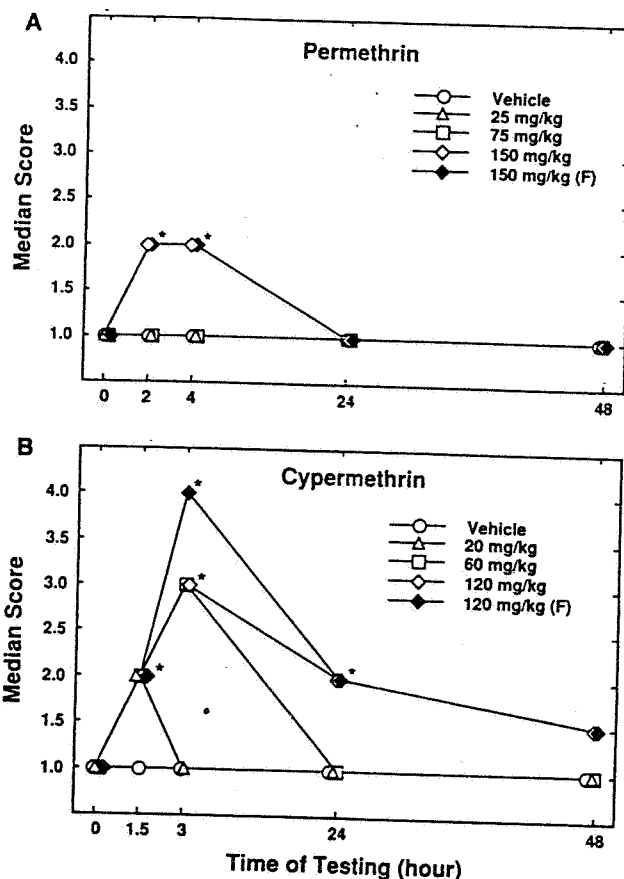 A
Permethrin
Median Score
4.0
3.5
3.0
2.5
2.0
1.5
1.0
Vehicle
25 mg/kg
75 mg/kg
150 mg/kg
150 mg/kg (F)
*
*
0 2 4 24 48
B
Cypermethrin
Median Score
4.0
3.5
3.0
2.5
2.0
1.5
1.0
Vehicle
20 mg/kg
60 mg/kg
120 mg/kg
120 mg/kg (F)
*
*
*
*
0 1.5 3 24 48
Time of Testing (hour)